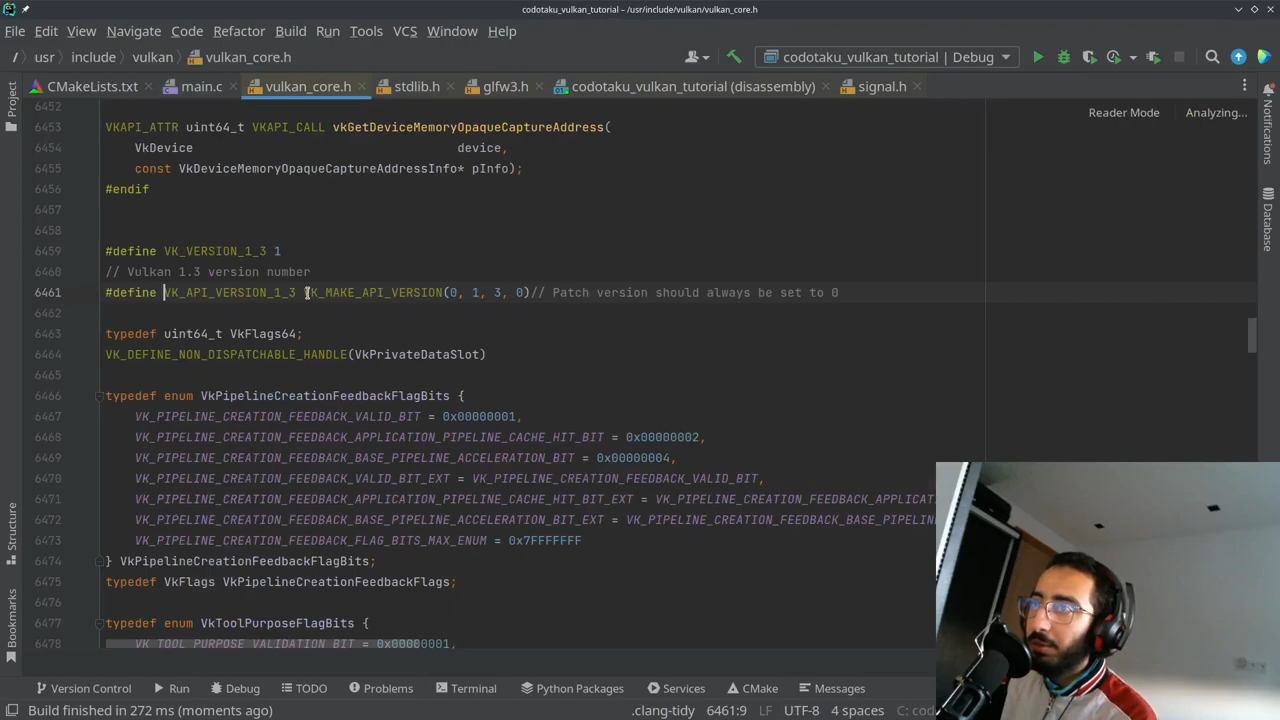 codotaku_vulkan_tutorial – /usr/include/vulkan/vulkan_core.h
File Edit View Navigate Code Refactor Build Run Tools VCS Window Help
/ usr include vulkan vulkan_core.h codotaku_vulkan_tutorial | Debug
CMakeLists.txt main.c vulkan_core.h stdlib.h glfw3.h codotaku_vulkan_tutorial (disassembly) signal.h
Reader Mode Analyzing...
Project
Structure
Bookmarks
Notifications
Database
6452
6453 VKAPI_ATTR uint64_t VKAPI_CALL vkGetDeviceMemoryOpaqueCaptureAddress(
6454 VkDevice device,
6455 const VkDeviceMemoryOpaqueCaptureAddressInfo* pInfo);
6456 #endif
6457
6458
6459 #define VK_VERSION_1_3 1
6460 // Vulkan 1.3 version number
6461 #define VK_API_VERSION_1_3 VK_MAKE_API_VERSION(0, 1, 3, 0)// Patch version should always be set to 0
6462
6463 typedef uint64_t VkFlags64;
6464 VK_DEFINE_NON_DISPATCHABLE_HANDLE(VkPrivateDataSlot)
6465
6466 typedef enum VkPipelineCreationFeedbackFlagBits {
6467 VK_PIPELINE_CREATION_FEEDBACK_VALID_BIT = 0x00000001,
6468 VK_PIPELINE_CREATION_FEEDBACK_APPLICATION_PIPELINE_CACHE_HIT_BIT = 0x00000002,
6469 VK_PIPELINE_CREATION_FEEDBACK_BASE_PIPELINE_ACCELERATION_BIT = 0x00000004,
6470 VK_PIPELINE_CREATION_FEEDBACK_VALID_BIT_EXT = VK_PIPELINE_CREATION_FEEDBACK_VALID_BIT,
6471 VK_PIPELINE_CREATION_FEEDBACK_APPLICATION_PIPELINE_CACHE_HIT_BIT_EXT = VK_PIPELINE_CREATION_FEEDBACK_APPLICAT
6472 VK_PIPELINE_CREATION_FEEDBACK_BASE_PIPELINE_ACCELERATION_BIT_EXT = VK_PIPELINE_CREATION_FEEDBACK_BASE_PIPELIN
6473 VK_PIPELINE_CREATION_FEEDBACK_FLAG_BITS_MAX_ENUM = 0x7FFFFFFF
6474 } VkPipelineCreationFeedbackFlagBits;
6475 typedef VkFlags VkPipelineCreationFeedbackFlags;
6476
6477 typedef enum VkToolPurposeFlagBits {
6478 VK_TOOL_PURPOSE_VALIDATION_BIT = 0x00000001,
Version Control Run Debug TODO Problems Terminal Python Packages Services CMake Messages
Build finished in 272 ms (moments ago) .clang-tidy 6461:9 LF UTF-8 4 spaces C: cod